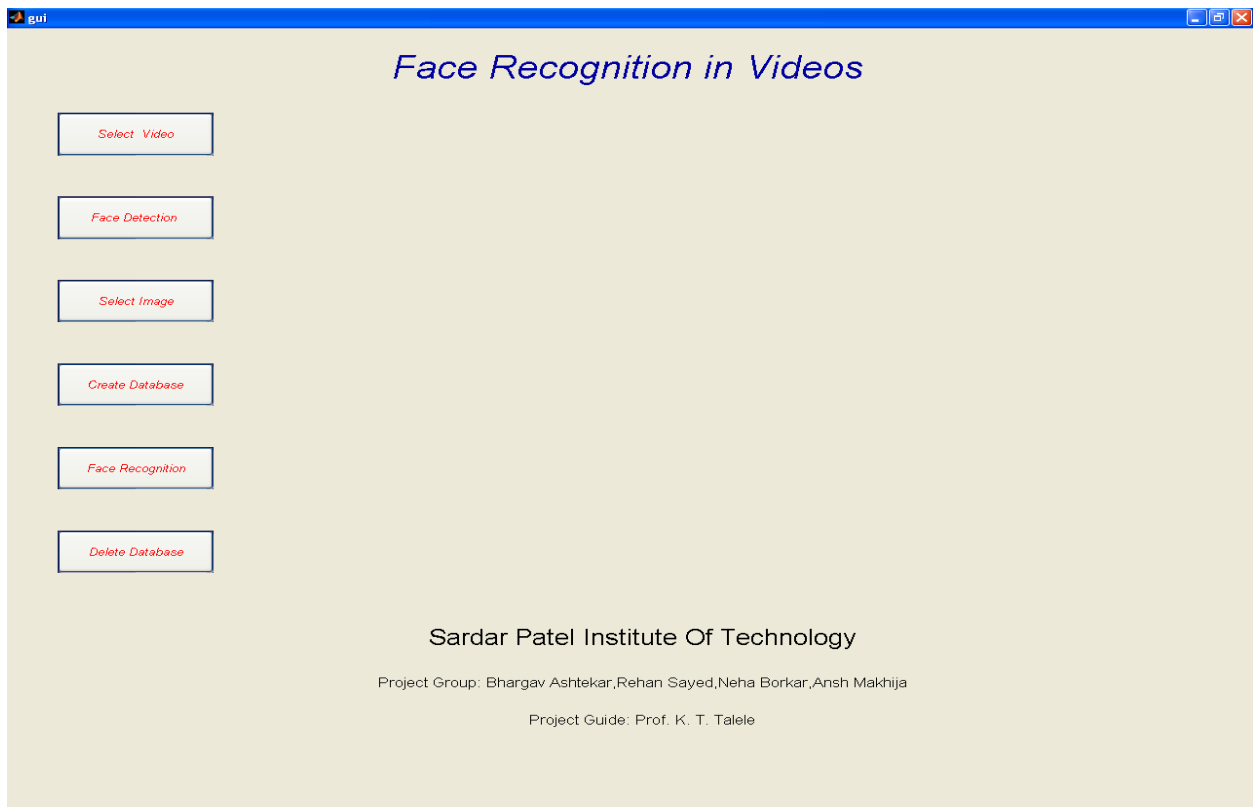 gui
Face Recognition in Videos
Select Video
Face Detection
Select Image
Create Database
Face Recognition
Delete Database
Sardar Patel Institute Of Technology
Project Group: Bhargav Ashtekar,Rehan Sayed,Neha Borkar,Ansh Makhija
Project Guide: Prof. K. T. Talele